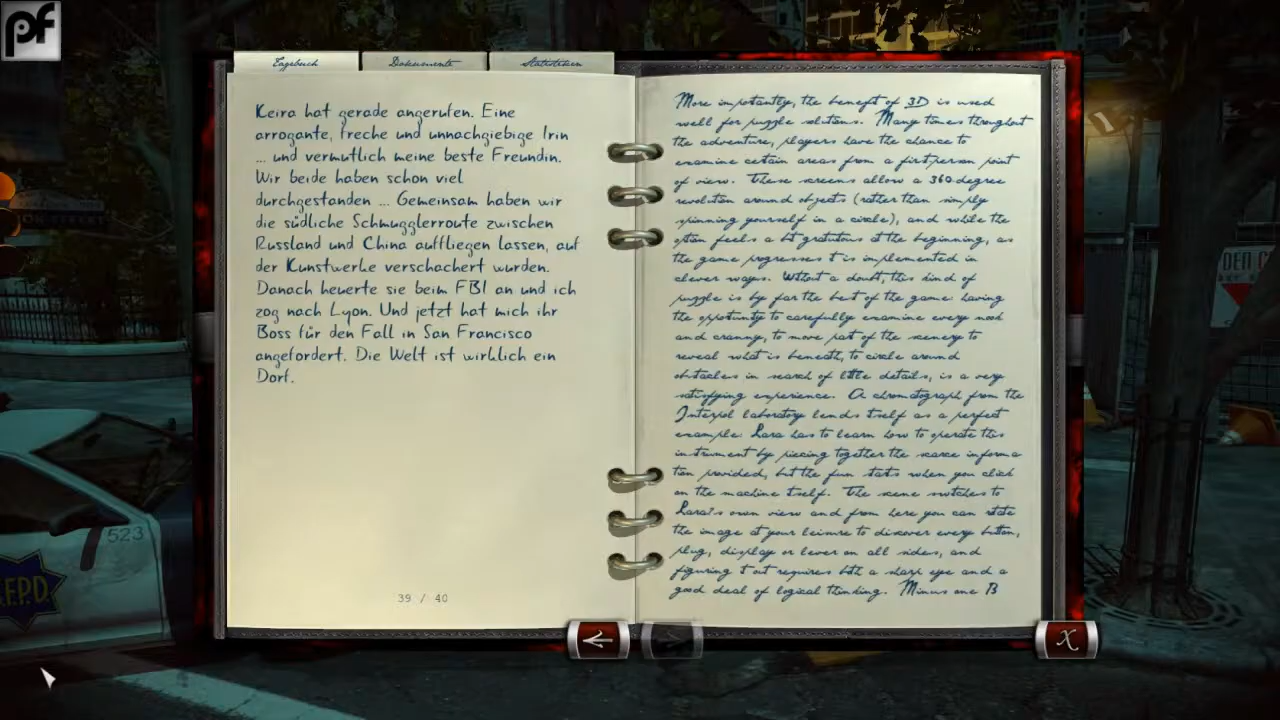 pf
Tagebuch
Dokumente
Statistiken
Keira hat gerade angerufen. Eine
arrogante, freche und unnachgiebige Irin
... und vermutlich meine beste Freundin.
Wir beide haben schon viel
durchgestanden ... Gemeinsam haben wir
die südliche Schmugglerroute zwischen
Russland und China auffliegen lassen, auf
der Kunstwerke verschachert wurden.
Danach heuerte sie beim FBI an und ich
zog nach Lyon. Und jetzt hat mich ihr
Boss für den Fall in San Francisco
angefordert. Die Welt ist wirklich ein
Dorf.
39 / 40
More importantly, the benefit of 3D is used
well for puzzle solutions. Many times throughout
the adventure, players have the chance to
examine certain areas from a first person point
of view. These screens allow a 360 degree
revolution around objects (rather than simply
spinning yourself in a circle), and while the
option feels a bit gratuitous at the beginning, as
the game progresses it is implemented in
clever ways. Without a doubt, this kind of
puzzle is by far the best of the game: having
the opportunity to carefully examine every nook
and cranny, to move part of the scenery to
reveal what is beneath, to circle around
obstacles in search of little details, is a very
satisfying experience. A chromatograph from the
Interpol laboratory lends itself as a perfect
example: Lara has to learn how to operate this
instrument by piecing together the scarce informa
tion provided, but the fun starts when you click
on the machine itself. The scene switches to
Lara's own view and from here you can rotate
the image at your leisure to discover every button,
plug, display or lever on all sides, and
figuring it out requires both a sharp eye and a
good deal of logical thinking. Minus one B
x
523
F.P.D.
DEN C